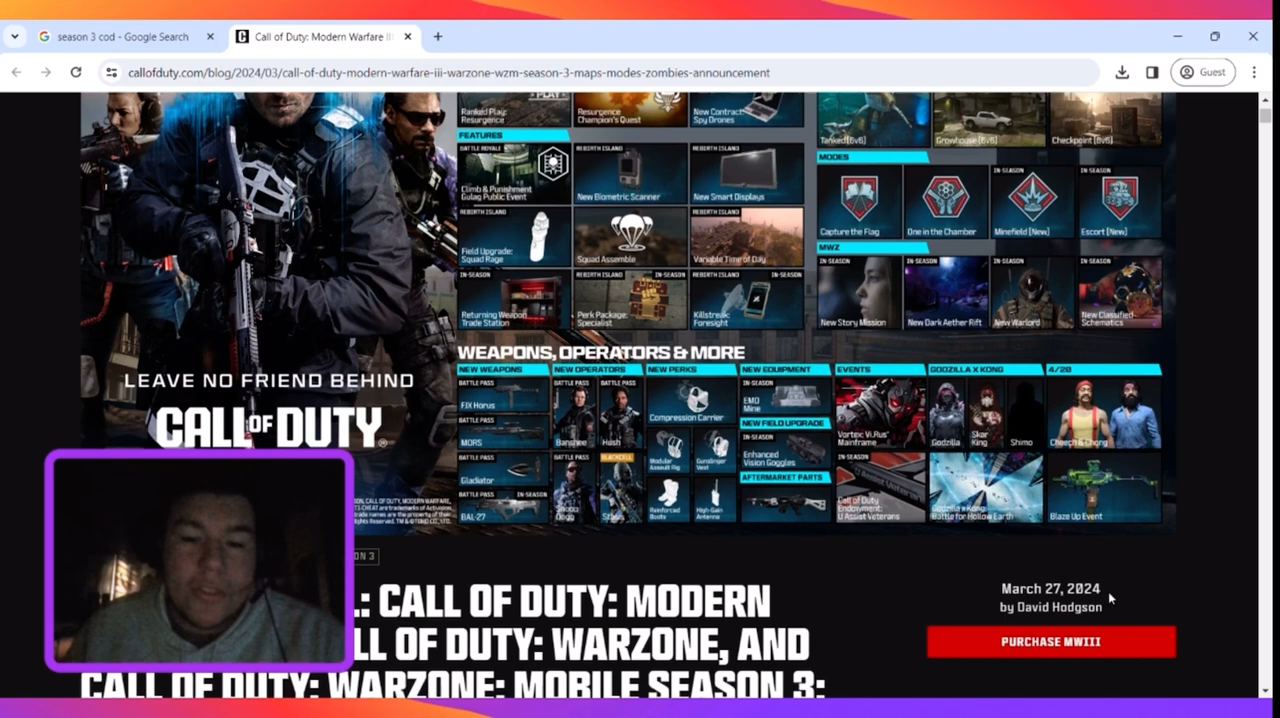 season 3 cod - Google Search
Call of Duty: Modern Warfare II
callofduty.com/blog/2024/03/call-of-duty-modern-warfare-iii-warzone-wzm-season-3-maps-modes-zombies-announcement
Guest
Ranked Play: Resurgence
Resurgence Champion's Quest
New Contract: Spy Drones
Tanked [6v6]
Growhouse [6v6]
Checkpoint [6v6]
FEATURES
BATTLE ROYALE
Climb & Punishment Gulag Public Event
REBIRTH ISLAND
New Biometric Scanner
REBIRTH ISLAND
New Smart Displays
REBIRTH ISLAND
Field Upgrade: Squad Rage
REBIRTH ISLAND
Squad Assemble
REBIRTH ISLAND
Variable Time of Day
IN-SEASON
Returning Weapon Trade Station
REBIRTH ISLAND IN-SEASON
Perk Package: Specialist
REBIRTH ISLAND IN-SEASON
Killstreak: Foresight
MODES
Capture the Flag
One in the Chamber
IN-SEASON
Minefield [New]
IN-SEASON
Escort [New]
MWZ
IN-SEASON
New Story Mission
IN-SEASON
New Dark Aether Rift
IN-SEASON
New Warlord
IN-SEASON
New Classified Schematics
LEAVE NO FRIEND BEHIND
CALL OF DUTY
WEAPONS, OPERATORS & MORE
NEW WEAPONS
BATTLE PASS
FJX Horus
BATTLE PASS
MORS
BATTLE PASS
Gladiator
BATTLE PASS IN-SEASON
BAL-27
NEW OPERATORS
BATTLE PASS
Banshee
BATTLE PASS
Hush
BATTLE PASS
Snoop Dogg
BLACKCELL
NEW PERKS
Compression Carrier
Modular Assault Rig
Gunslinger Vest
Reinforced Boots
High-Gain Antenna
NEW EQUIPMENT
IN-SEASON
EMD Mine
NEW FIELD UPGRADE
IN-SEASON
Enhanced Vision Goggles
AFTERMARKET PARTS
EVENTS
Vortex: Vi.Rus' Mainframe
IN-SEASON
Call of Duty Endowment: U Assist Veterans
GODZILLA X KONG
Godzilla
Skar King
Shimo
Godzilla x Kong: Battle for Hollow Earth
4/20
Cheech & Chong
Blaze Up Event
ON 3
.: CALL OF DUTY: MODERN
LL OF DUTY: WARZONE, AND
CALL OF DUTY: WARZONE: MOBILE SEASON 3:
March 27, 2024
by David Hodgson
PURCHASE MWIII